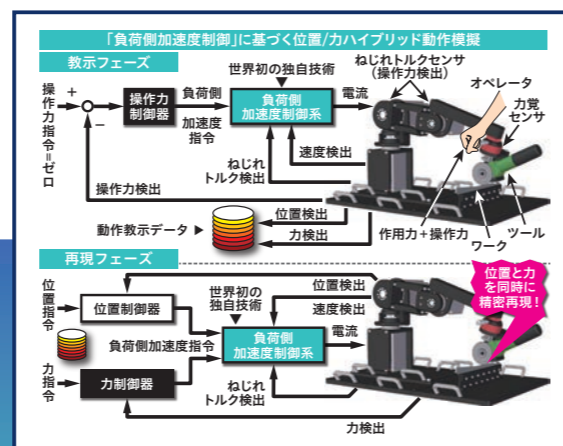 「負荷側加速度制御」に基づく位置/力ハイブリッド動作模擬
教示フェーズ
操作力指令=ゼロ
+
−
操作力
制御器
負荷側
加速度
指令
世界初の独自技術
負荷側
加速度制御系
電流
ねじれトルクセンサ
(操作力検出)
オペレータ
力覚
センサ
速度検出
ねじれ
トルク検出
操作力検出
位置検出
力検出
動作教示データ
作用力+操作力
ワーク
ツール
再現フェーズ
位置指令
位置制御器
世界初の
独自技術
位置検出
速度検出
負荷側加速度指令
負荷側
加速度制御系
電流
力指令
力制御器
ねじれ
トルク検出
力検出
位置と力
を同時に
精密再現!